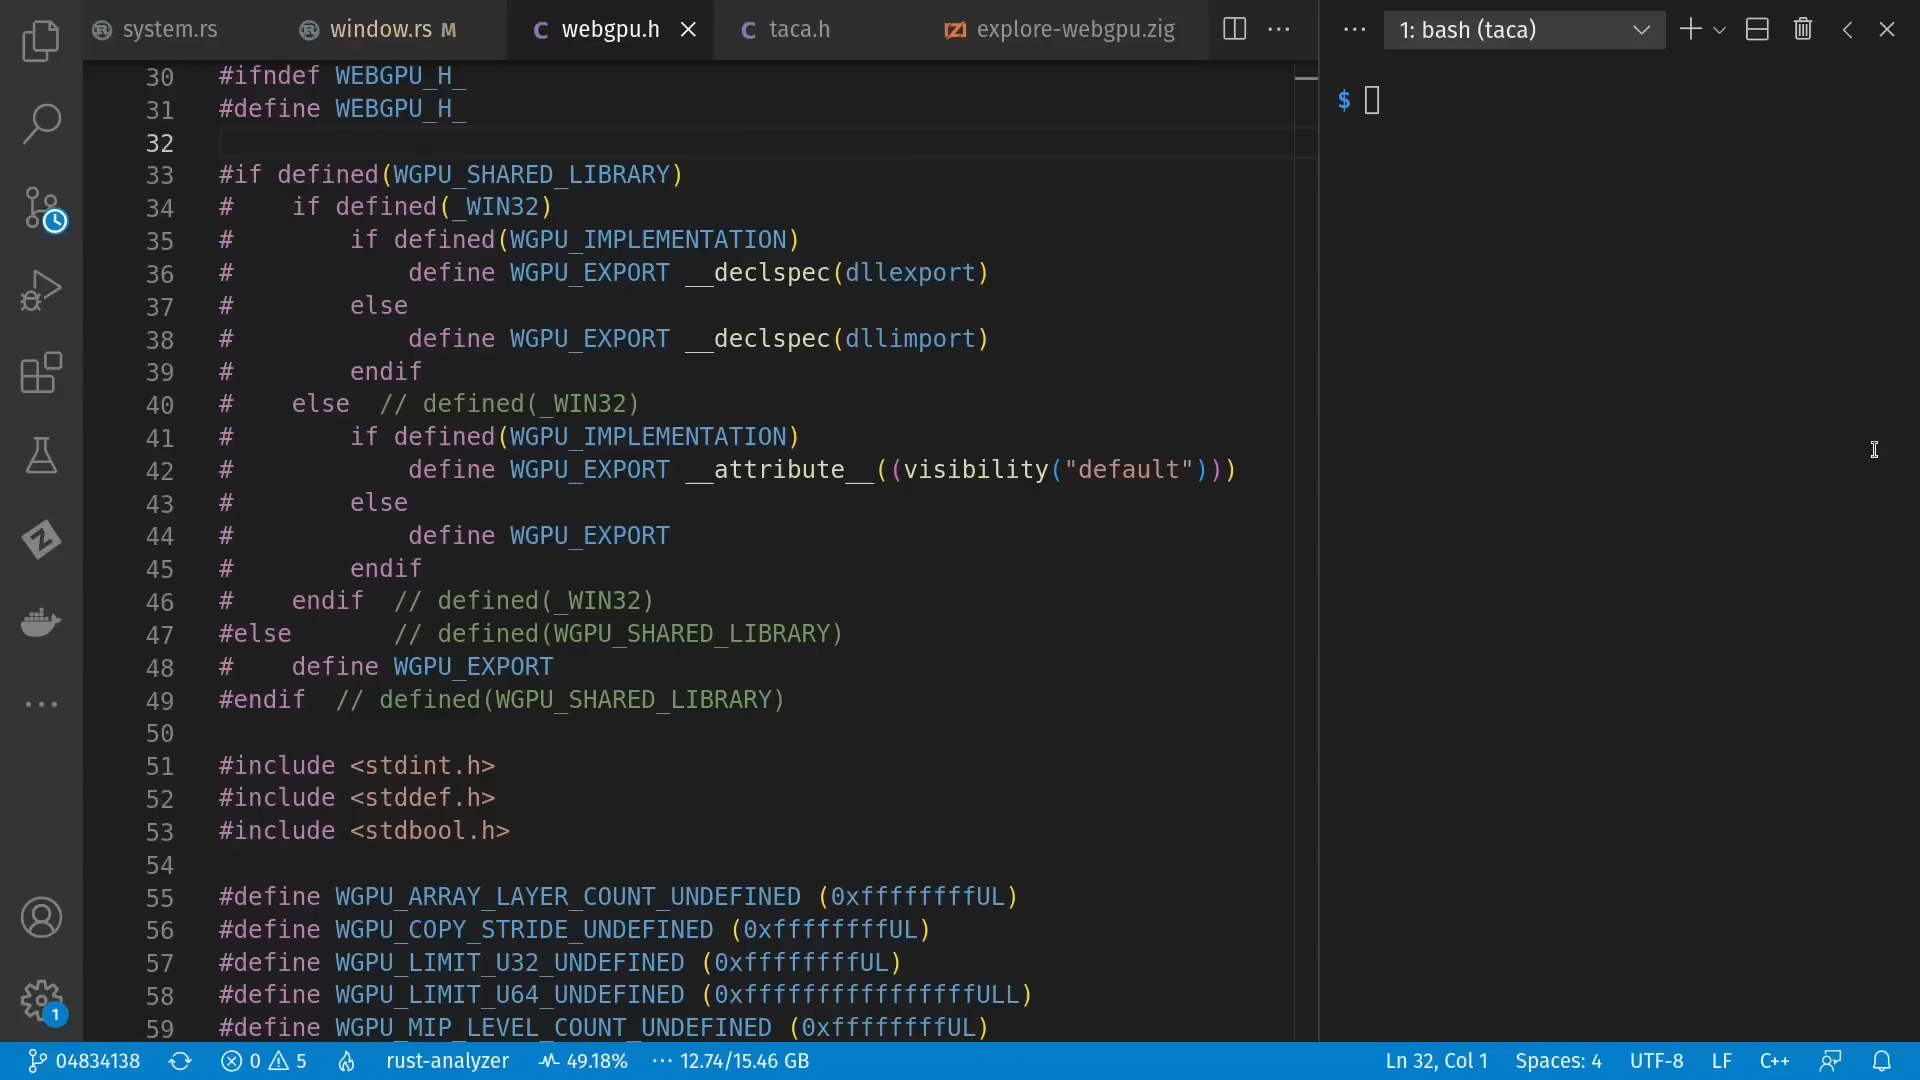 system.rs window.rs M webgpu.h taca.h explore-webgpu.zig 1: bash (taca)
30 #ifndef WEBGPU_H_
31 #define WEBGPU_H_
32
33 #if defined(WGPU_SHARED_LIBRARY)
34 #    if defined(_WIN32)
35 #        if defined(WGPU_IMPLEMENTATION)
36 #            define WGPU_EXPORT __declspec(dllexport)
37 #        else
38 #            define WGPU_EXPORT __declspec(dllimport)
39 #        endif
40 #    else  // defined(_WIN32)
41 #        if defined(WGPU_IMPLEMENTATION)
42 #            define WGPU_EXPORT __attribute__((visibility("default")))
43 #        else
44 #            define WGPU_EXPORT
45 #        endif
46 #    endif  // defined(_WIN32)
47 #else       // defined(WGPU_SHARED_LIBRARY)
48 #    define WGPU_EXPORT
49 #endif  // defined(WGPU_SHARED_LIBRARY)
50
51 #include <stdint.h>
52 #include <stddef.h>
53 #include <stdbool.h>
54
55 #define WGPU_ARRAY_LAYER_COUNT_UNDEFINED (0xffffffffUL)
56 #define WGPU_COPY_STRIDE_UNDEFINED (0xffffffffUL)
57 #define WGPU_LIMIT_U32_UNDEFINED (0xffffffffUL)
58 #define WGPU_LIMIT_U64_UNDEFINED (0xffffffffffffffffULL)
59 #define WGPU_MIP_LEVEL_COUNT_UNDEFINED (0xffffffffUL)
$
1
04834138 0 5 rust-analyzer 49.18% 12.74/15.46 GB Ln 32, Col 1 Spaces: 4 UTF-8 LF C++